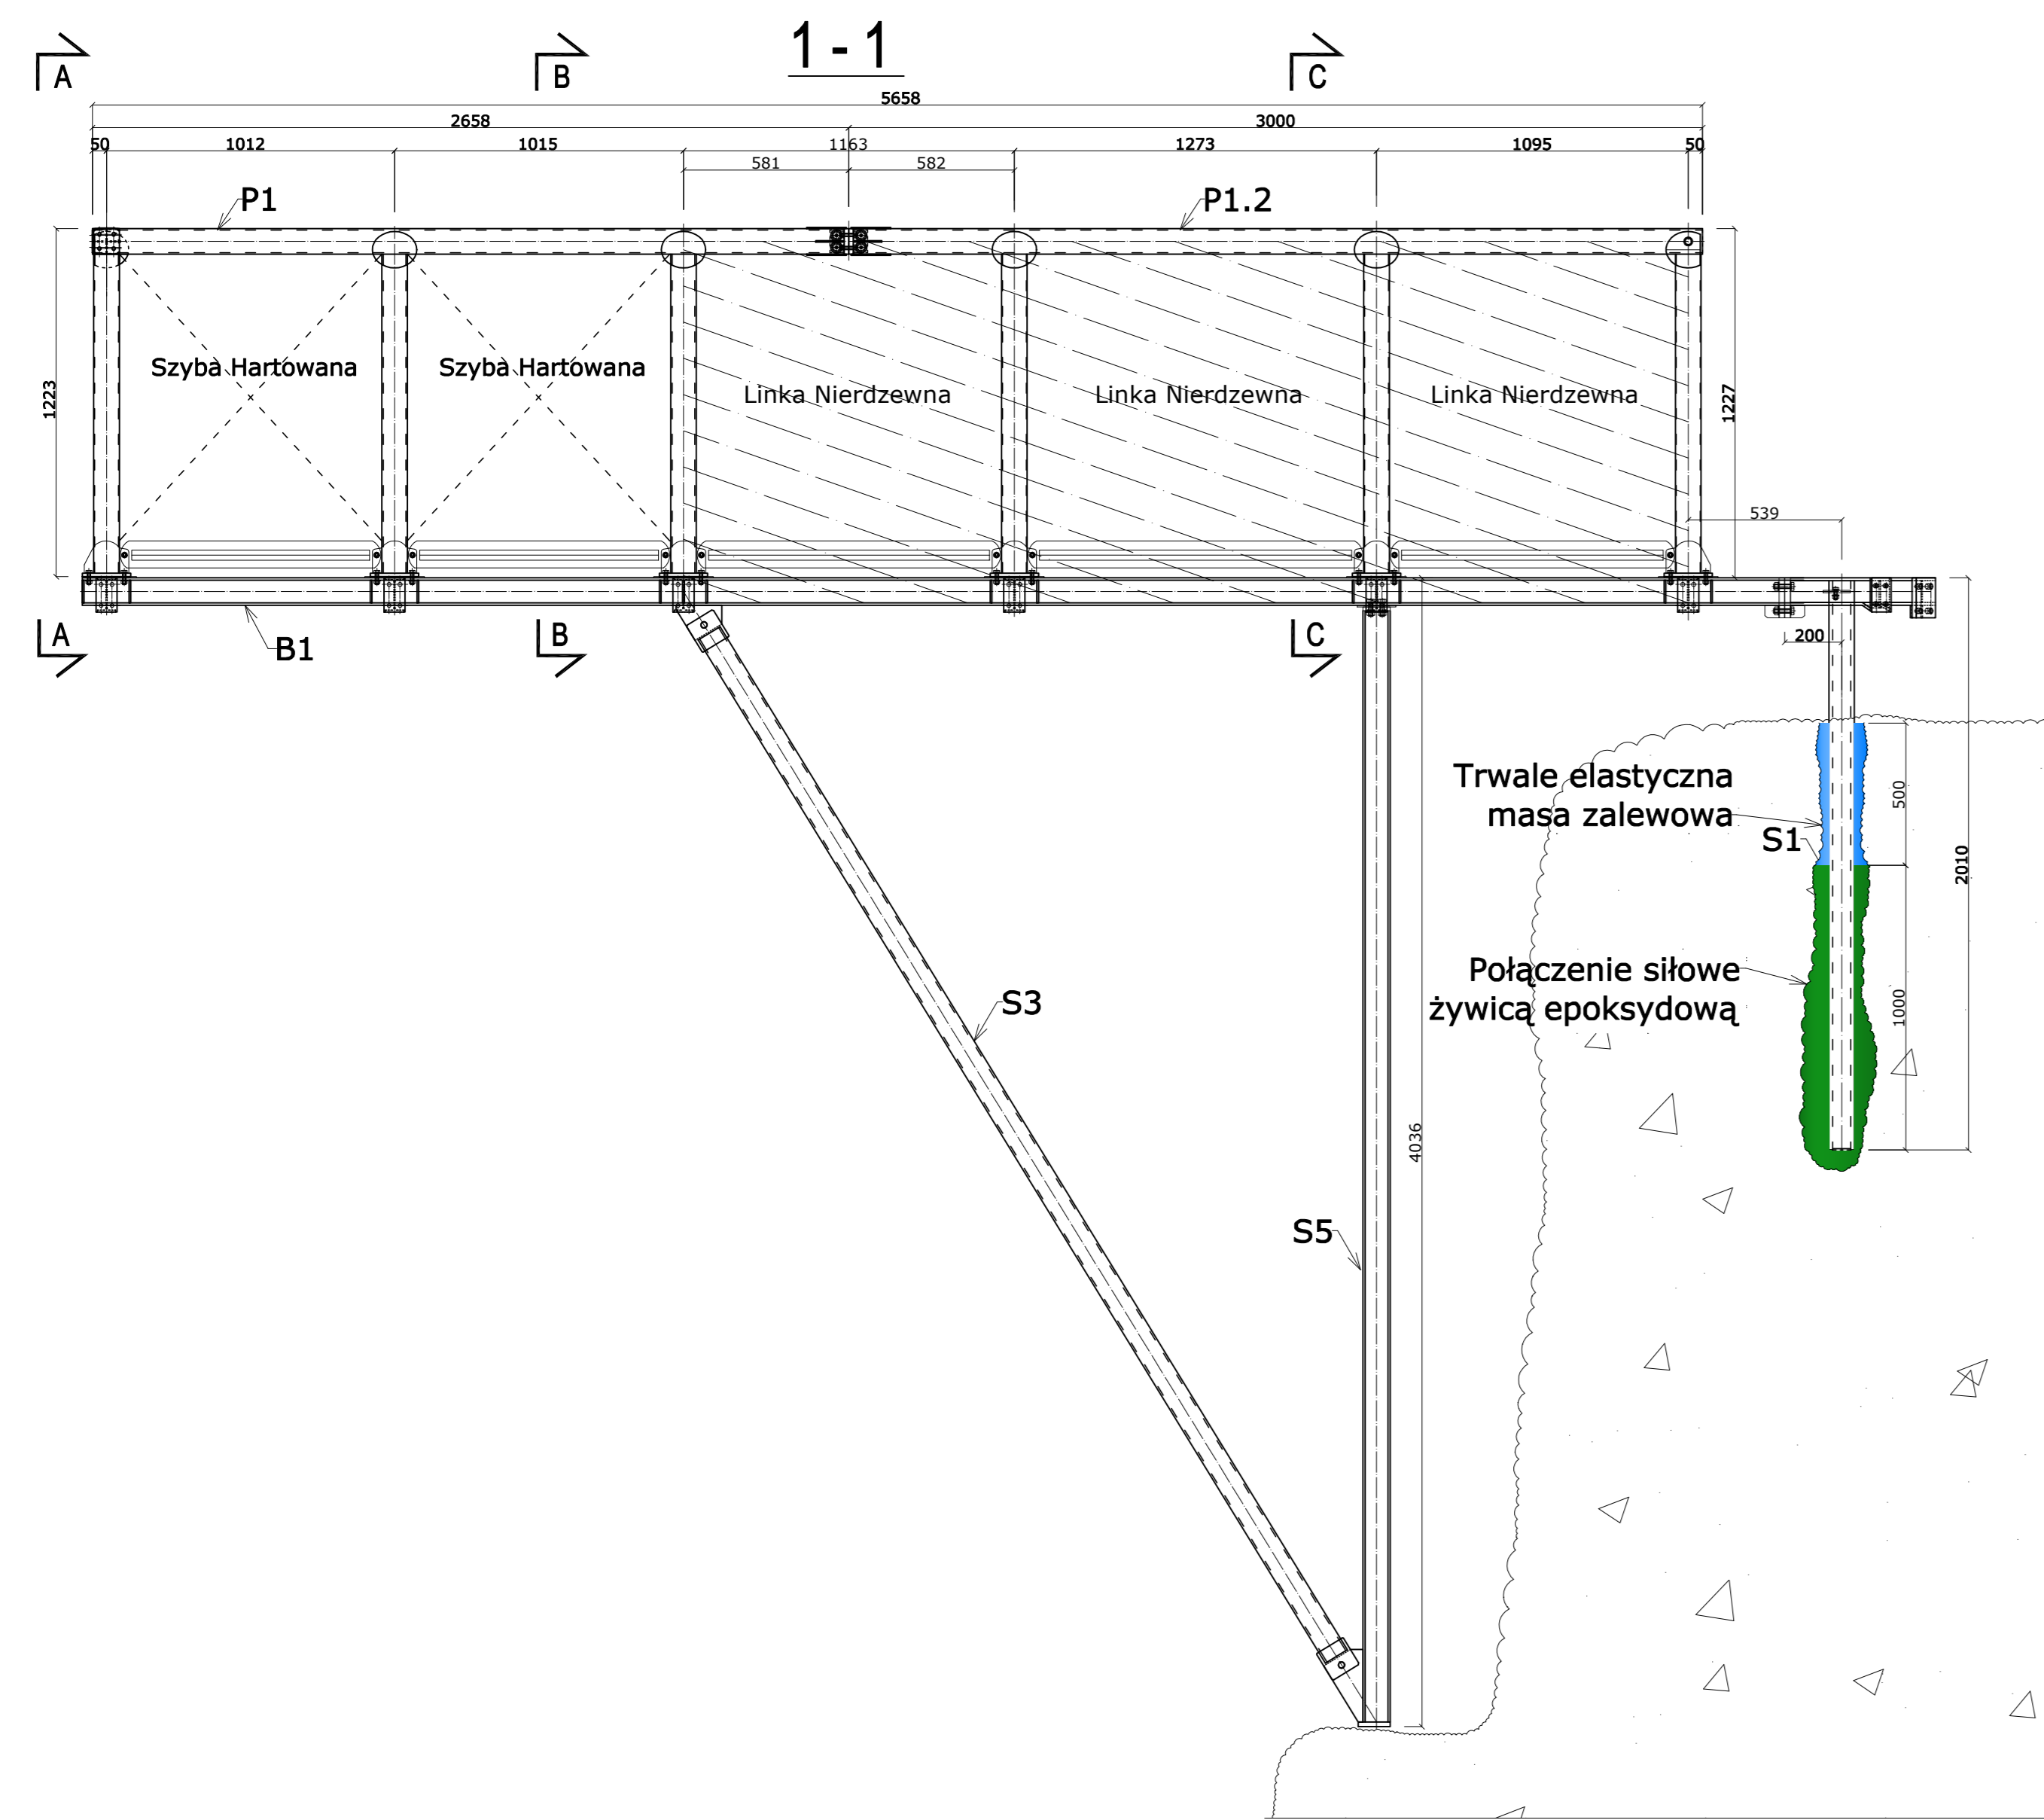 1 - 1
A
B
C
5658
2658
3000
50
1012
1015
1163
1273
1095
50
581
582
P1
P1.2
1223
Szyba Hartowana
Szyba Hartowana
Linka Nierdzewna
Linka Nierdzewna
Linka Nierdzewna
1227
539
A
B1
B
C
200
Trwale elastyczna
masa zalewowa
S1
500
2010
Połączenie siłowe
żywicą epoksydową
1000
S3
4036
S5